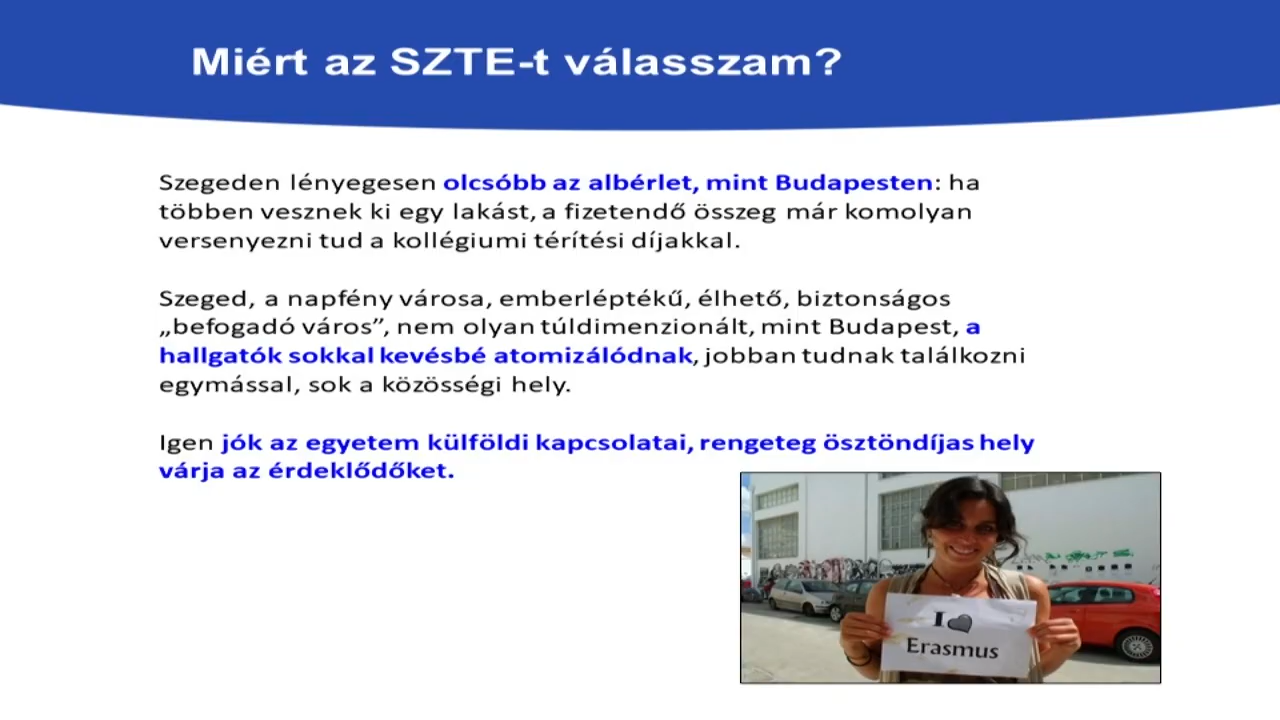 Miért az SZTE-t válasszam?
Szegeden lényegesen olcsóbb az albérlet, mint Budapesten: ha
többen vesznek ki egy lakást, a fizetendő összeg már komolyan
versenyezni tud a kollégiumi térítési díjakkal.
Szeged, a napfény városa, emberléptékű, élhető, biztonságos
„befogadó város”, nem olyan túldimenzionált, mint Budapest, a
hallgatók sokkal kevésbé atomizálódnak, jobban tudnak találkozni
egymással, sok a közösségi hely.
Igen jók az egyetem külföldi kapcsolatai, rengeteg ösztöndíjas hely
várja az érdeklődőket.
I
Erasmus